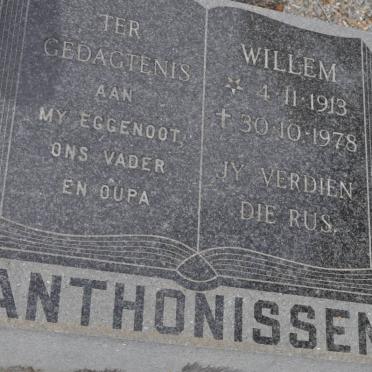 TER
GEDAGTENIS
AAN
MY EGGENOOT,
ONS VADER
EN OUPA
WILLEM
☆ 4·11·1913
✝ 30·10·1978
JY VERDIEN
DIE RUS.
ANTHONISSEN